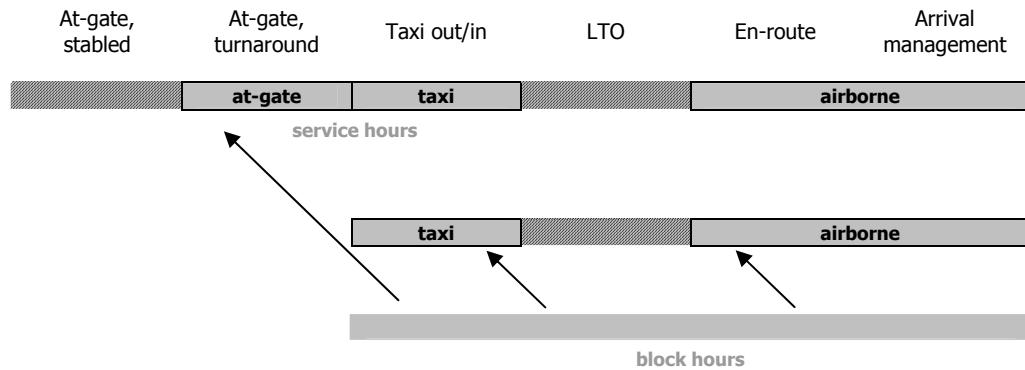 At-gate,
stabled
At-gate,
turnaround
Taxi out/in
LTO
En-route
Arrival
management
at-gate
taxi
airborne
service hours
taxi
airborne
block hours